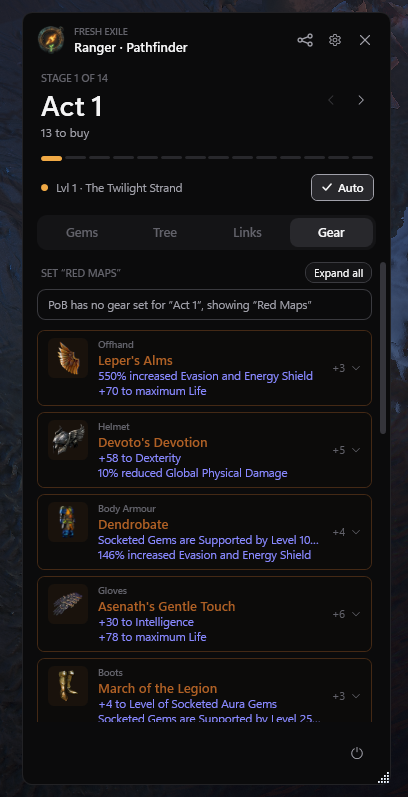 FRESH EXILE
Ranger · Pathfinder
STAGE 1 OF 14
Act 1
13 to buy
Lvl 1 · The Twilight Strand
Auto
Gems
Tree
Links
Gear
SET “RED MAPS”
Expand all
PoB has no gear set for “Act 1”, showing “Red Maps”
Offhand
Leper's Alms
550% increased Evasion and Energy Shield
+70 to maximum Life
+3
Helmet
Devoto's Devotion
+58 to Dexterity
10% reduced Global Physical Damage
+5
Body Armour
Dendrobate
Socketed Gems are Supported by Level 10...
146% increased Evasion and Energy Shield
+4
Gloves
Asenath's Gentle Touch
+30 to Intelligence
+78 to maximum Life
+6
Boots
March of the Legion
+4 to Level of Socketed Aura Gems
Socketed Gems are Supported by Level 25...
+3